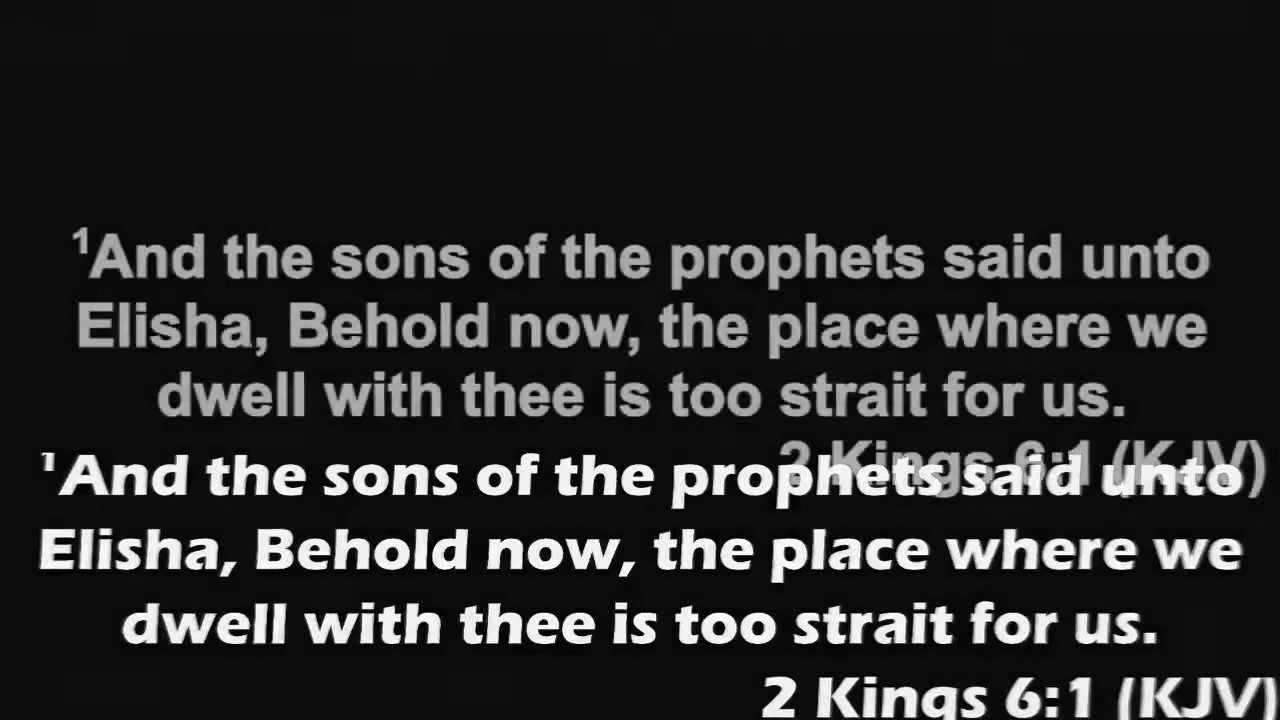 ¹And the sons of the prophets said unto
Elisha, Behold now, the place where we
dwell with thee is too strait for us.
2 Kings 6:1 (KJV)
¹And the sons of the prophets said unto
Elisha, Behold now, the place where we
dwell with thee is too strait for us.
2 Kings 6:1 (KJV)